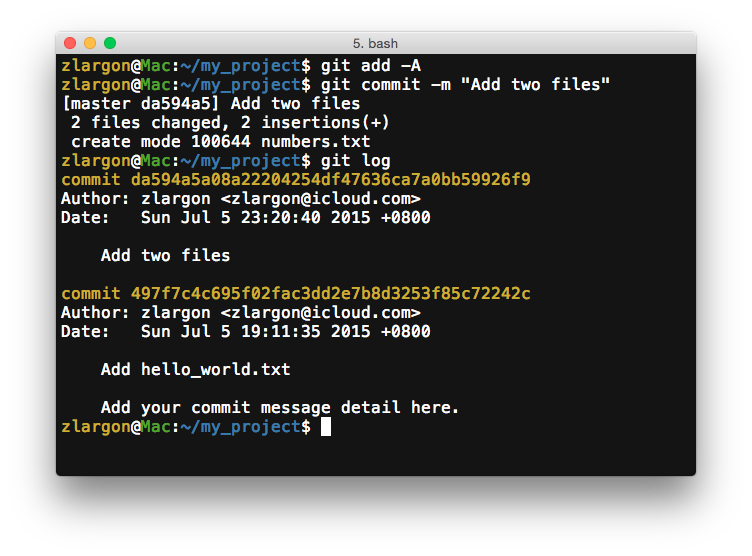 5. bash
zlargon@Mac:~/my_project$ git add -A
zlargon@Mac:~/my_project$ git commit -m "Add two files"
[master da594a5] Add two files
 2 files changed, 2 insertions(+)
 create mode 100644 numbers.txt
zlargon@Mac:~/my_project$ git log
commit da594a5a08a22204254df47636ca7a0bb59926f9
Author: zlargon <zlargon@icloud.com>
Date:   Sun Jul 5 23:20:40 2015 +0800
    Add two files
commit 497f7c4c695f02fac3dd2e7b8d3253f85c72242c
Author: zlargon <zlargon@icloud.com>
Date:   Sun Jul 5 19:11:35 2015 +0800
    Add hello_world.txt
    Add your commit message detail here.
zlargon@Mac:~/my_project$